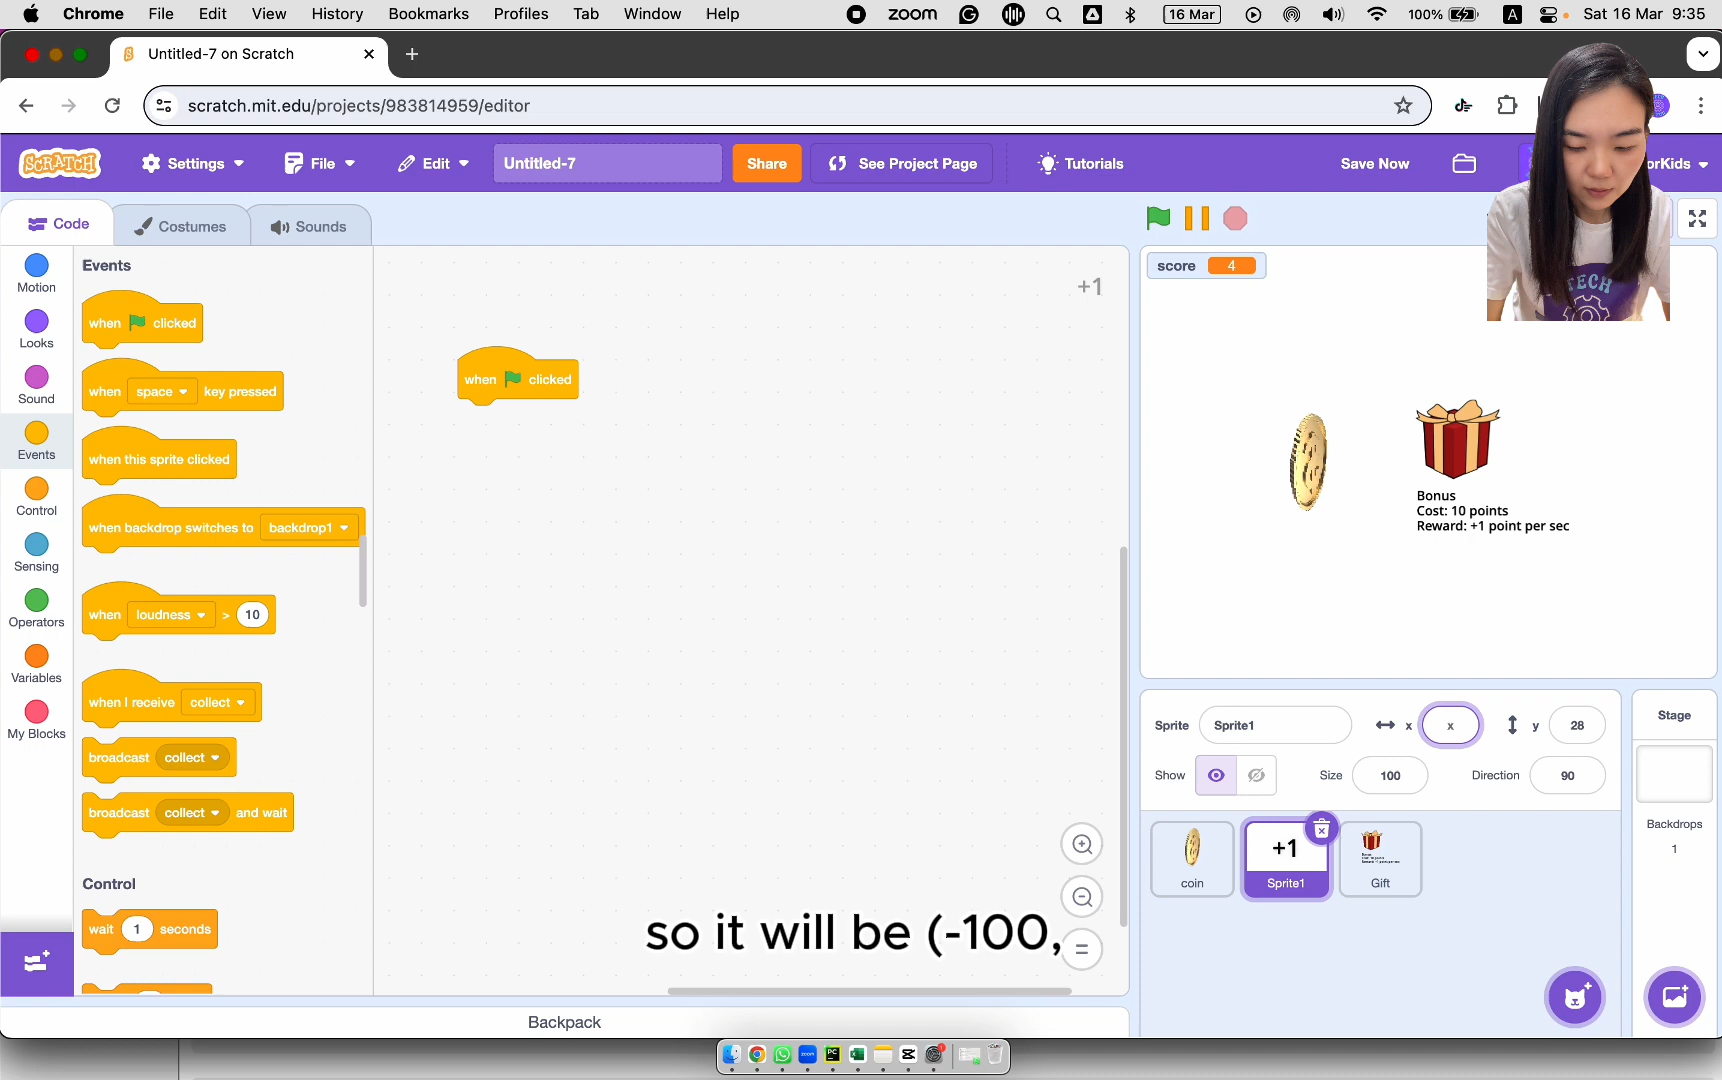 Chrome File Edit View History Bookmarks Profiles Tab Window Help zoom 16 Mar 100% A Sat 16 Mar 9:35
Untitled-7 on Scratch
scratch.mit.edu/projects/983814959/editor
SCRATCH Settings File Edit Untitled-7 Share See Project Page Tutorials Save Now orKids
Code Costumes Sounds
Motion
Looks
Sound
Events
Control
Sensing
Operators
Variables
My Blocks
Events
when clicked
when space key pressed
when this sprite clicked
when backdrop switches to backdrop1
when loudness > 10
when I receive collect
broadcast collect
broadcast collect and wait
Control
wait 1 seconds
+1
when clicked
so it will be (-100,
Backpack
score 4
TECH
Bonus
Cost: 10 points
Reward: +1 point per sec
Sprite Sprite1 x x y 28
Show Size 100 Direction 90
coin
+1
Sprite1
Gift
Stage
Backdrops
1
zoom
PC